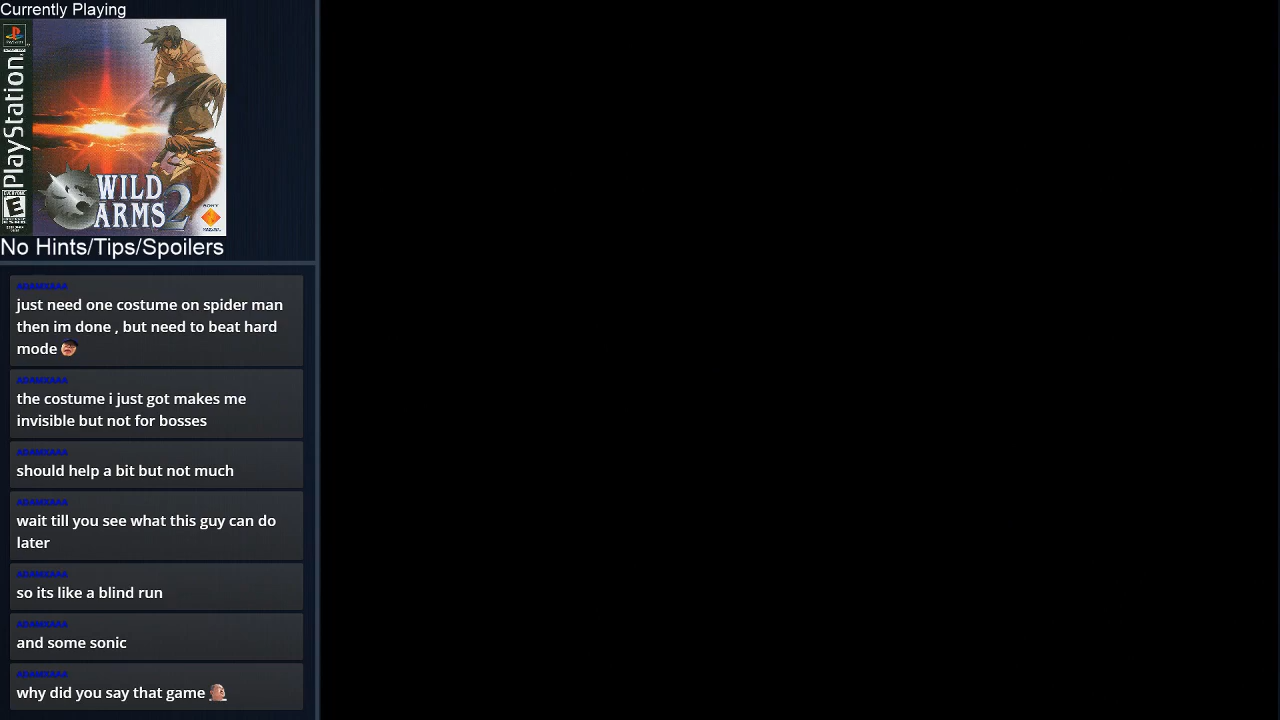 Currently Playing
PlayStation
WILD
ARMS 2
No Hints/Tips/Spoilers
just need one costume on spider man
then im done , but need to beat hard
mode
the costume i just got makes me
invisible but not for bosses
should help a bit but not much
wait till you see what this guy can do
later
so its like a blind run
and some sonic
why did you say that game